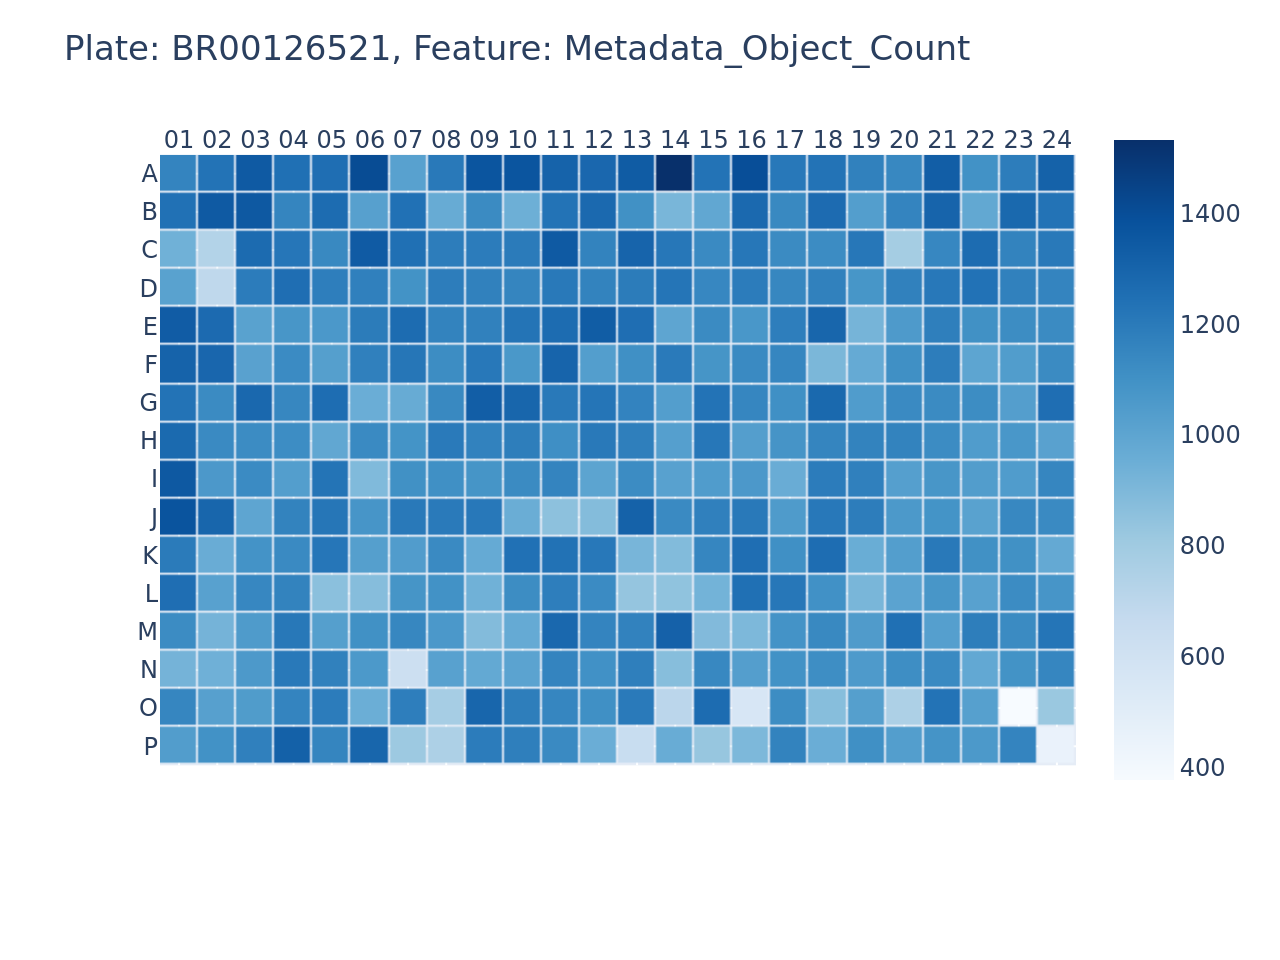 Plate: BR00126521, Feature: Metadata_Object_Count
01 02 03 04 05 06 07 08 09 10 11 12 13 14 15 16 17 18 19 20 21 22 23 24
A
B
C
D
E
F
G
H
I
J
K
L
M
N
O
P
1400
1200
1000
800
600
400